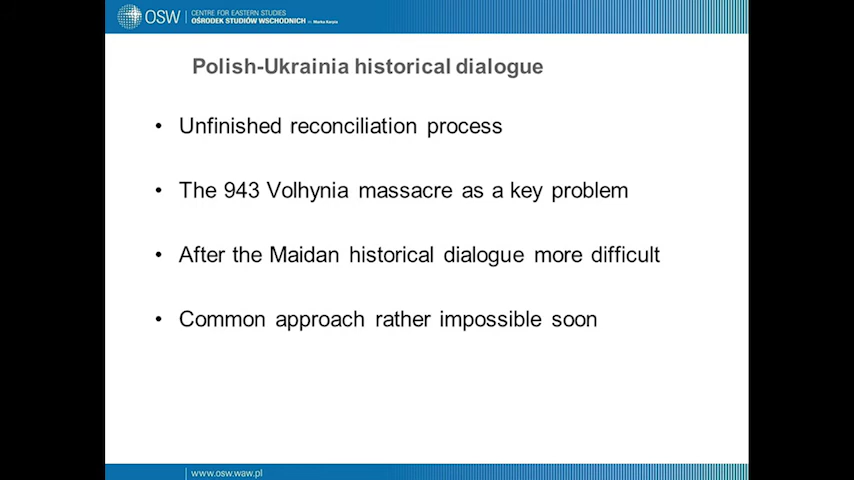 OSW
CENTRE FOR EASTERN STUDIES
OŚRODEK STUDIÓW WSCHODNICH im. Marka Karpia
Polish-Ukrainia historical dialogue
• Unfinished reconciliation process
• The 943 Volhynia massacre as a key problem
• After the Maidan historical dialogue more difficult
• Common approach rather impossible soon
www.osw.waw.pl